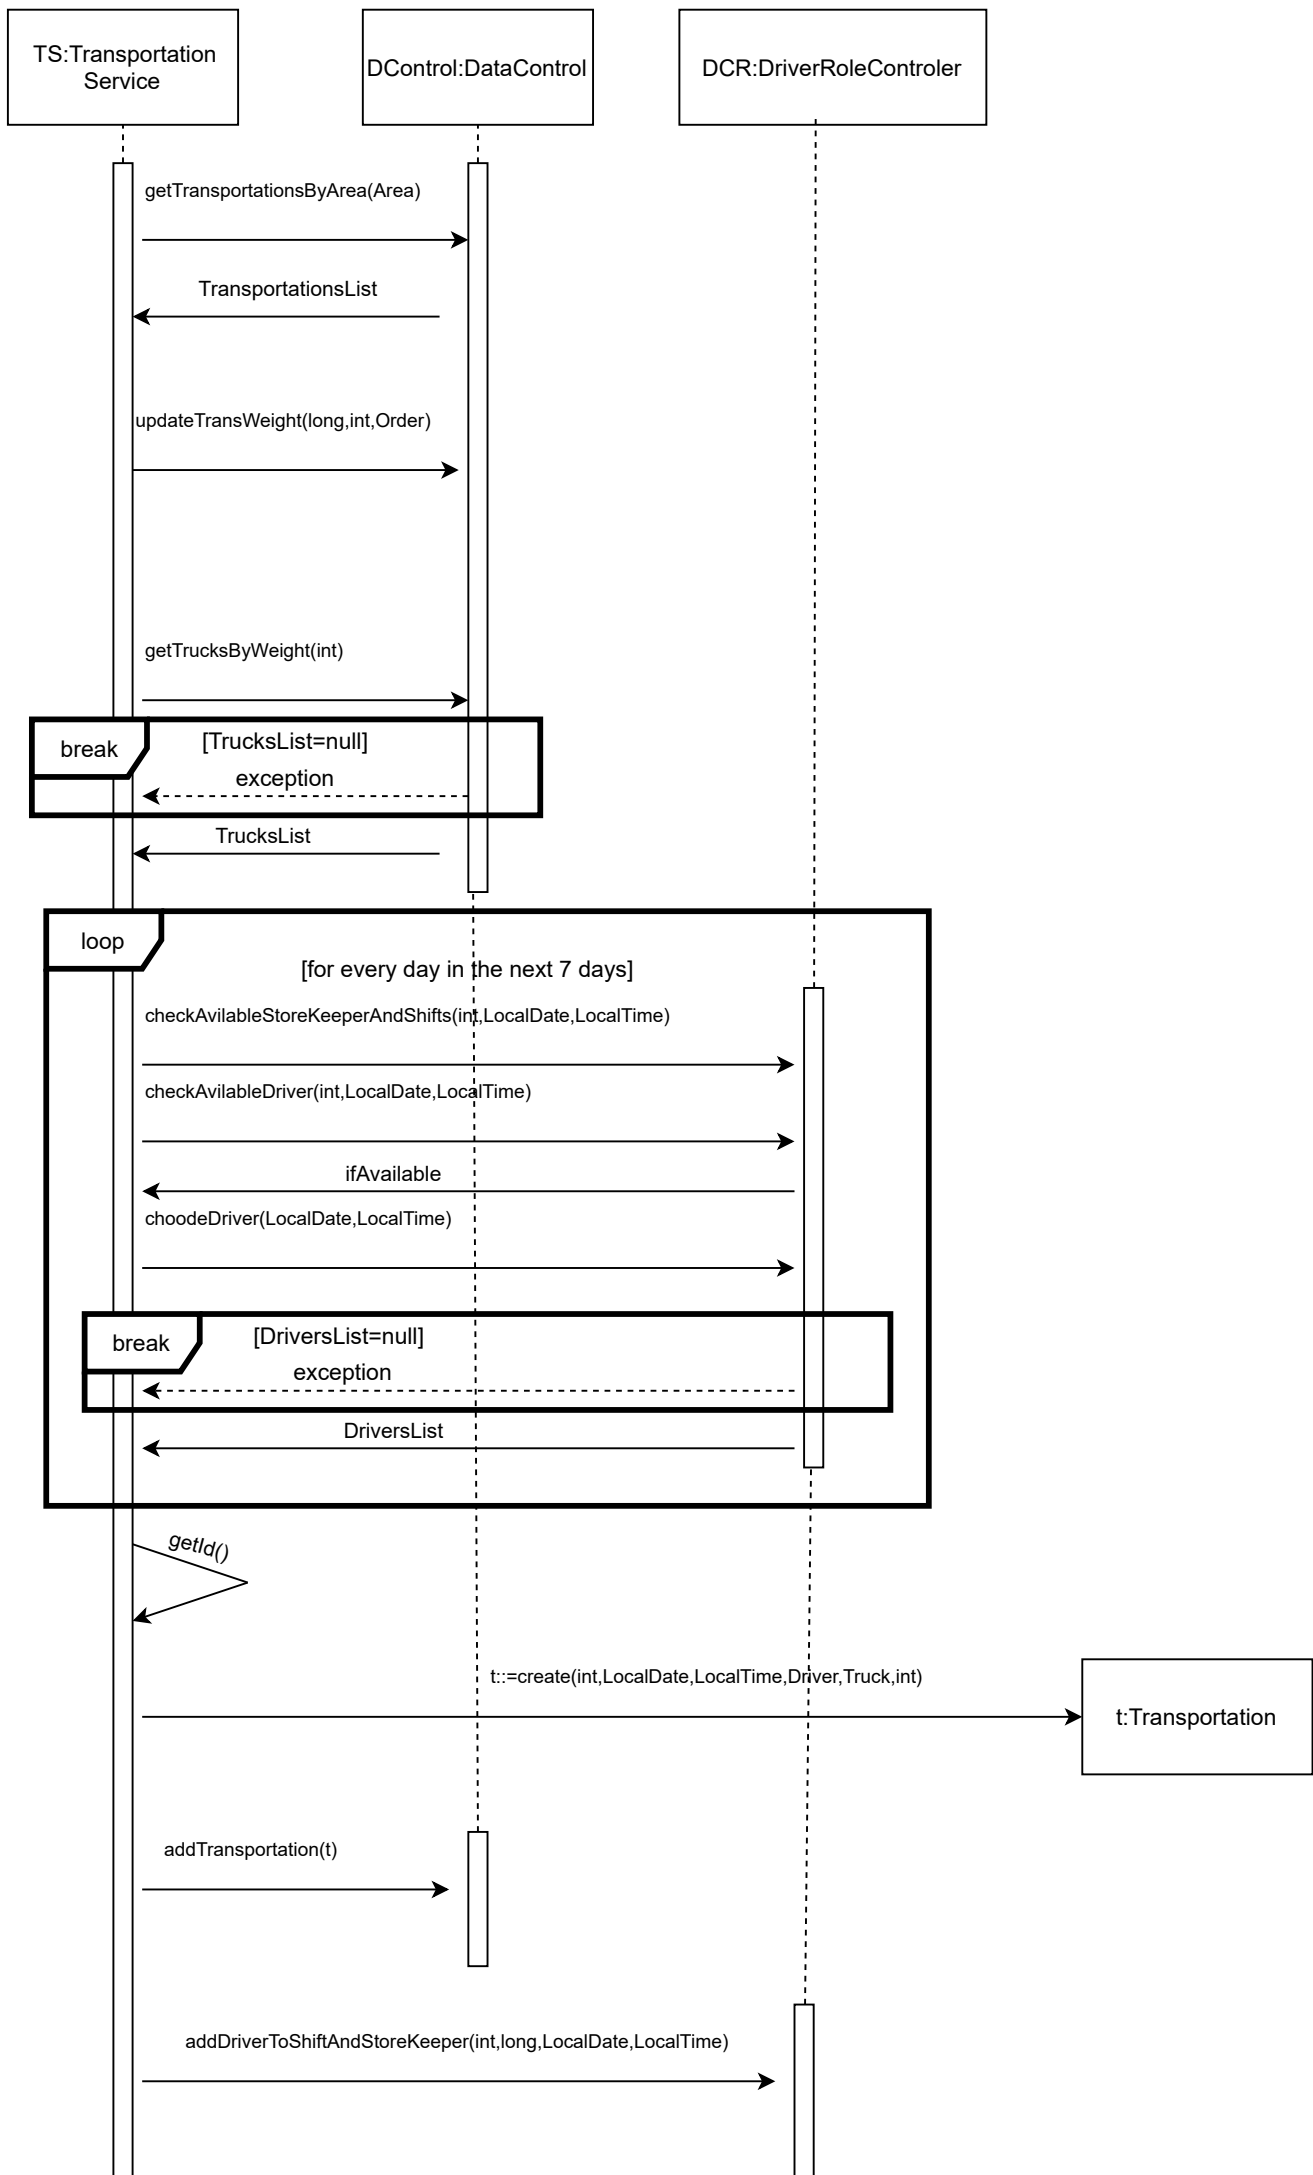 TS:Transportation
Service
DControl:DataControl
DCR:DriverRoleControler
getTransportationsByArea(Area)
TransportationsList
updateTransWeight(long,int,Order)
getTrucksByWeight(int)
break
[TrucksList=null]
exception
TrucksList
loop
[for every day in the next 7 days]
checkAvilableStoreKeeperAndShifts(int,LocalDate,LocalTime)
checkAvilableDriver(int,LocalDate,LocalTime)
ifAvailable
choodeDriver(LocalDate,LocalTime)
break
[DriversList=null]
exception
DriversList
getId()
t::=create(int,LocalDate,LocalTime,Driver,Truck,int)
t:Transportation
addTransportation(t)
addDriverToShiftAndStoreKeeper(int,long,LocalDate,LocalTime)